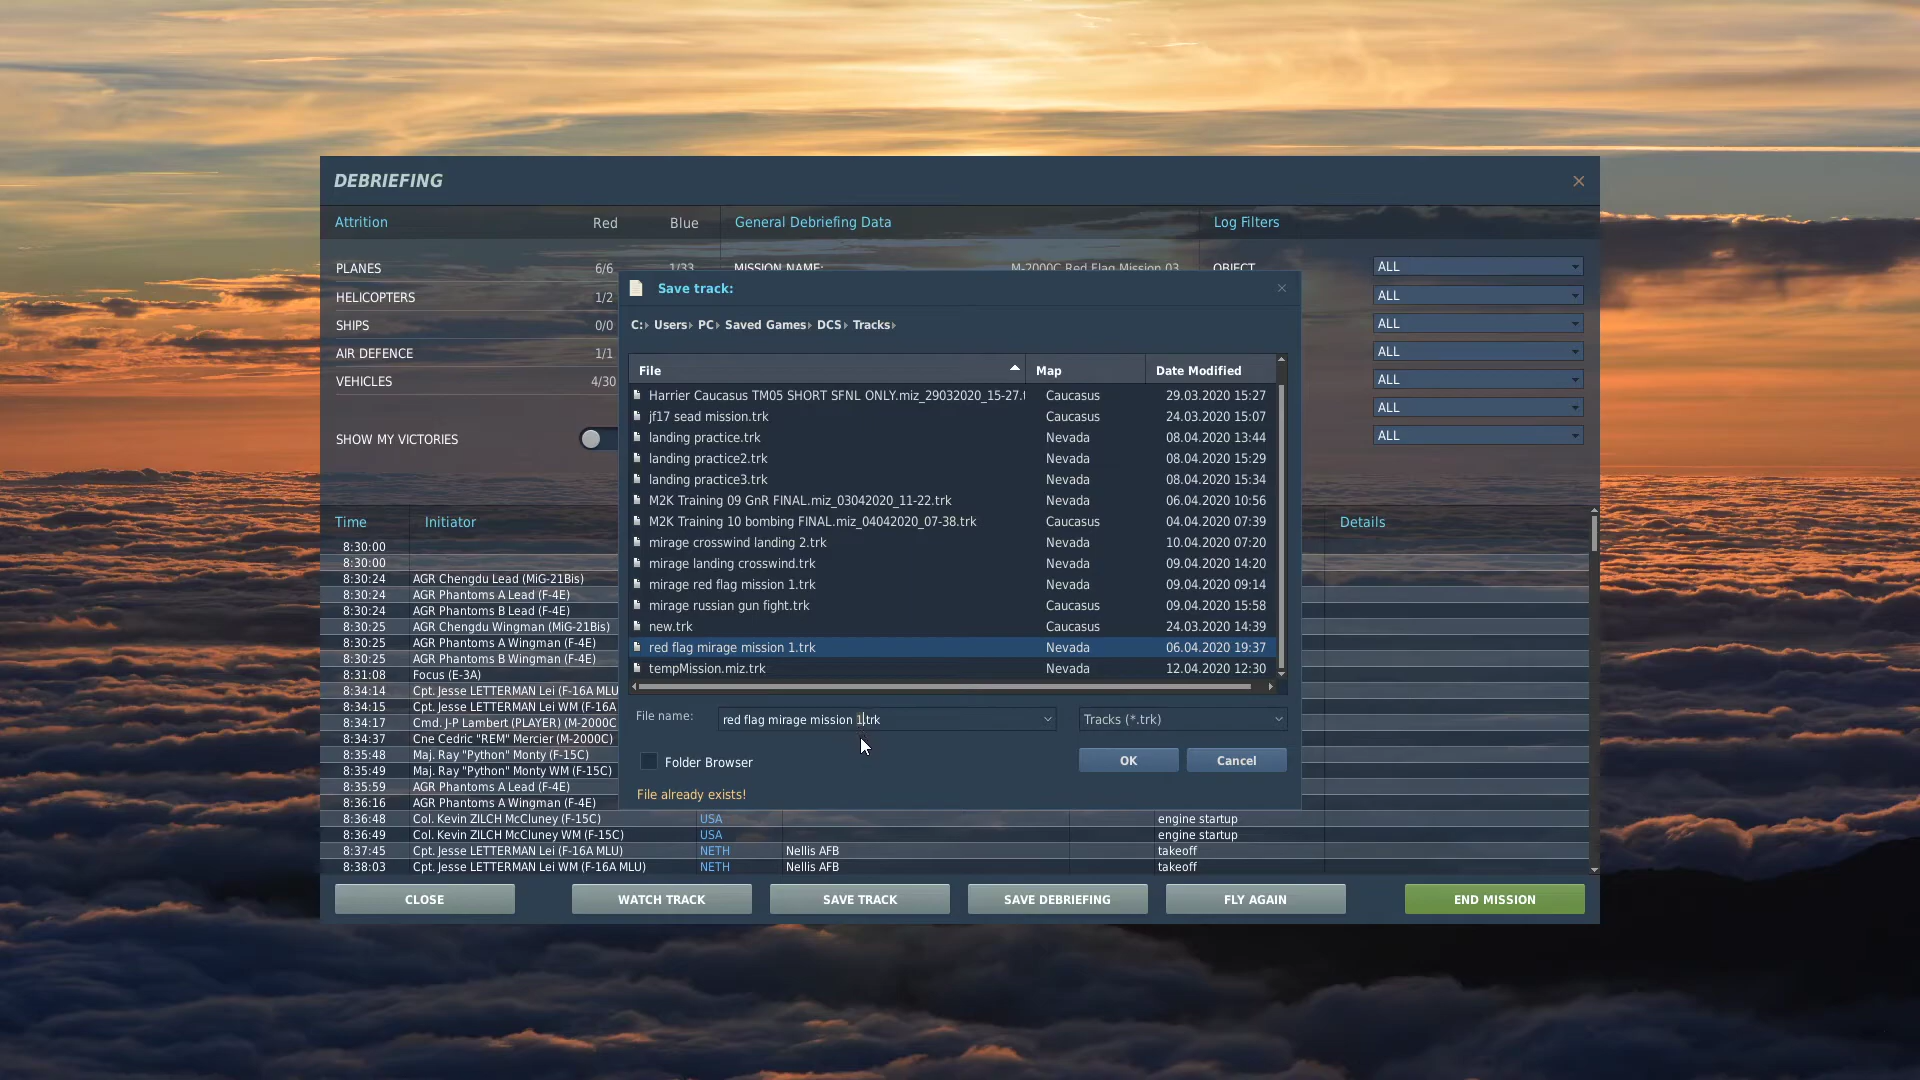 DEBRIEFING
Attrition Red Blue General Debriefing Data Log Filters
PLANES 6/6 1/33 MISSION NAME: M-2000C Red Flag Mission 03 OBJECT ALL
HELICOPTERS 1/2 ALL
SHIPS 0/0 ALL
AIR DEFENCE 1/1 ALL
VEHICLES 4/30 ALL
ALL
SHOW MY VICTORIES ALL
Save track:
C: Users PC Saved Games DCS Tracks
File Map Date Modified
Harrier Caucasus TM05 SHORT SFNL ONLY.miz_29032020_15-27.t Caucasus 29.03.2020 15:27
jf17 sead mission.trk Caucasus 24.03.2020 15:07
landing practice.trk Nevada 08.04.2020 13:44
landing practice2.trk Nevada 08.04.2020 15:29
landing practice3.trk Nevada 08.04.2020 15:34
M2K Training 09 GnR FINAL.miz_03042020_11-22.trk Nevada 06.04.2020 10:56
M2K Training 10 bombing FINAL.miz_04042020_07-38.trk Caucasus 04.04.2020 07:39
mirage crosswind landing 2.trk Nevada 10.04.2020 07:20
mirage landing crosswind.trk Nevada 09.04.2020 14:20
mirage red flag mission 1.trk Nevada 09.04.2020 09:14
mirage russian gun fight.trk Caucasus 09.04.2020 15:58
new.trk Caucasus 24.03.2020 14:39
red flag mirage mission 1.trk Nevada 06.04.2020 19:37
tempMission.miz.trk Nevada 12.04.2020 12:30
File name: red flag mirage mission 1.trk Tracks (*.trk)
Folder Browser OK Cancel
File already exists!
Time Initiator Details
8:30:00
8:30:00
8:30:24 AGR Chengdu Lead (MiG-21Bis)
8:30:24 AGR Phantoms A Lead (F-4E)
8:30:24 AGR Phantoms B Lead (F-4E)
8:30:25 AGR Chengdu Wingman (MiG-21Bis)
8:30:25 AGR Phantoms A Wingman (F-4E)
8:30:25 AGR Phantoms B Wingman (F-4E)
8:31:08 Focus (E-3A)
8:34:14 Cpt. Jesse LETTERMAN Lei (F-16A MLU
8:34:15 Cpt. Jesse LETTERMAN Lei WM (F-16A
8:34:17 Cmd. J-P Lambert (PLAYER) (M-2000C
8:34:37 Cne Cedric "REM" Mercier (M-2000C)
8:35:48 Maj. Ray "Python" Monty (F-15C)
8:35:49 Maj. Ray "Python" Monty WM (F-15C)
8:35:59 AGR Phantoms A Lead (F-4E)
8:36:16 AGR Phantoms A Wingman (F-4E)
8:36:48 Col. Kevin ZILCH McCluney (F-15C) USA engine startup
8:36:49 Col. Kevin ZILCH McCluney WM (F-15C) USA engine startup
8:37:45 Cpt. Jesse LETTERMAN Lei (F-16A MLU) NETH Nellis AFB takeoff
8:38:03 Cpt. Jesse LETTERMAN Lei WM (F-16A MLU) NETH Nellis AFB takeoff
CLOSE WATCH TRACK SAVE TRACK SAVE DEBRIEFING FLY AGAIN END MISSION